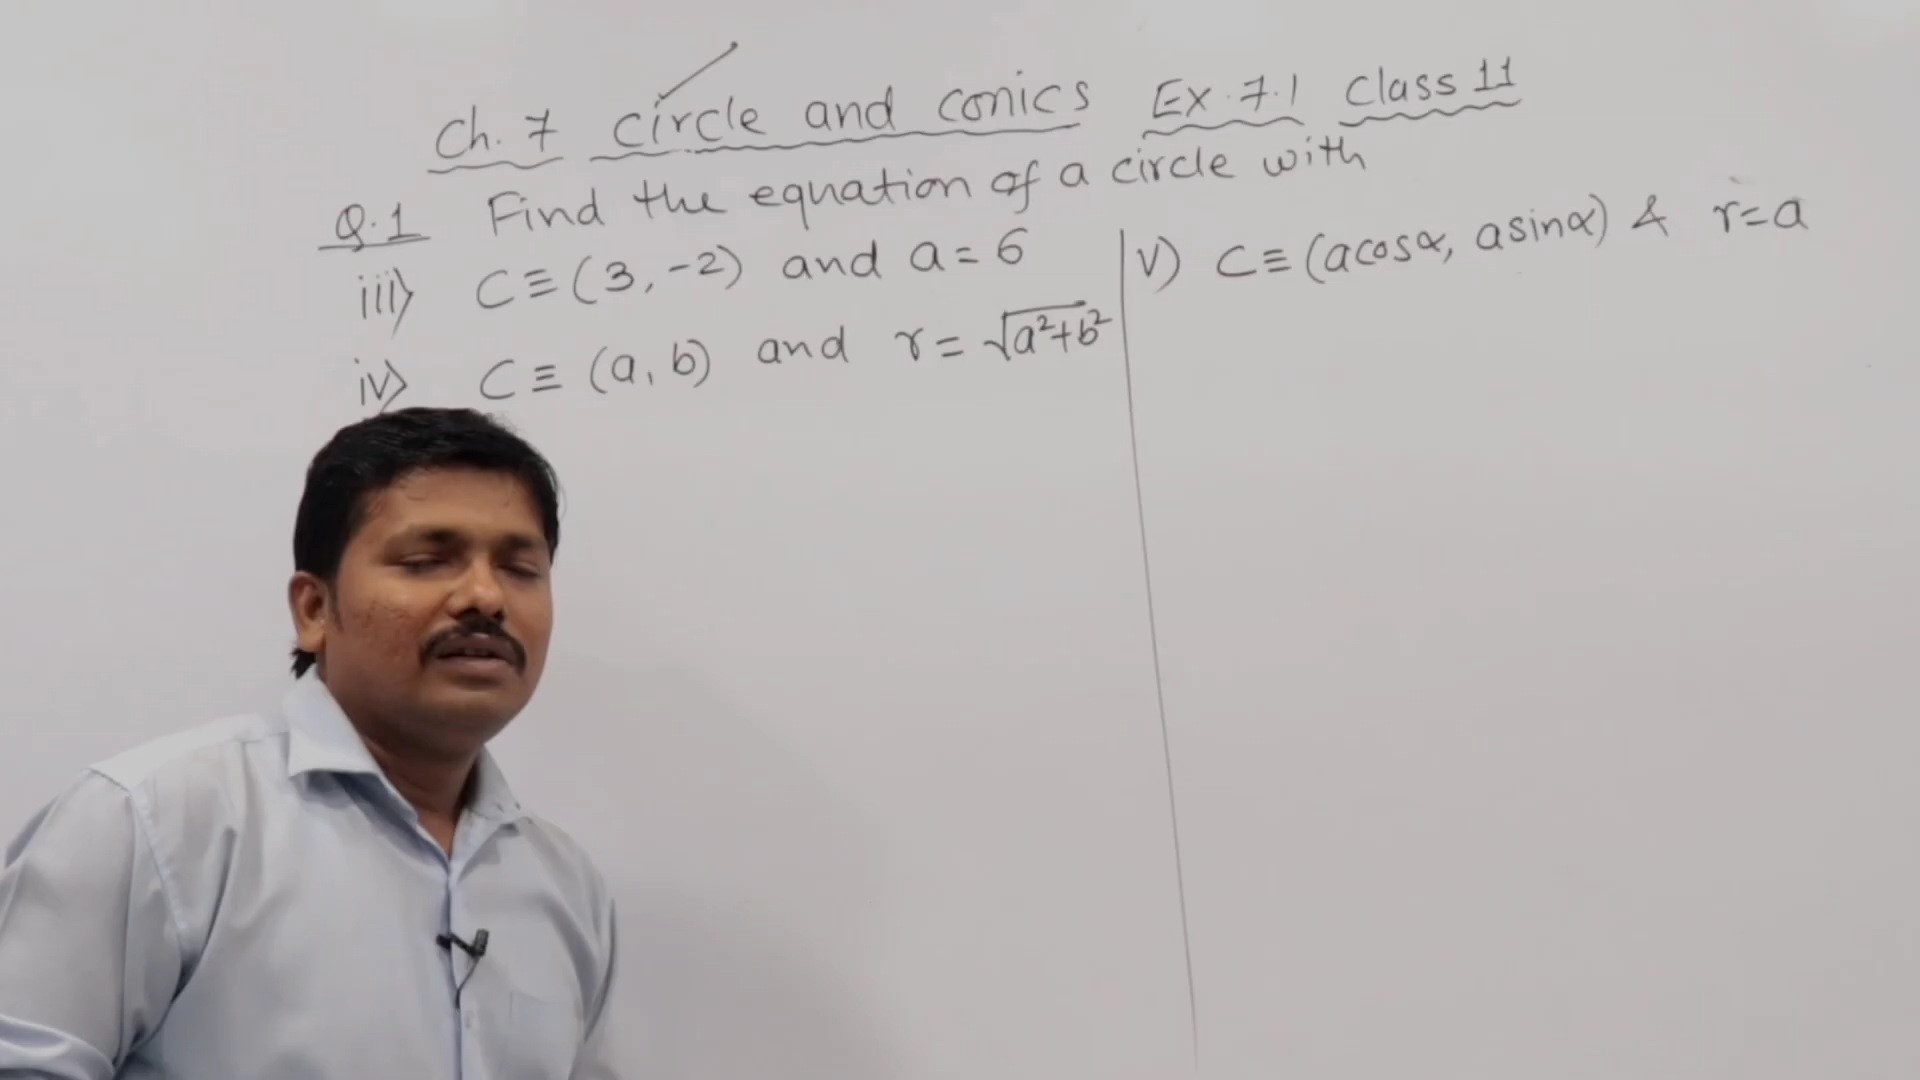 Ch. 7 circle and conics Ex. 7.1 Class 11
Q.1 Find the equation of a circle with
iii) C≡(3,-2) and a=6
iv) C≡ (a, b) and r= √a²+b²
v) C≡ (acosα, asinα) & r=a